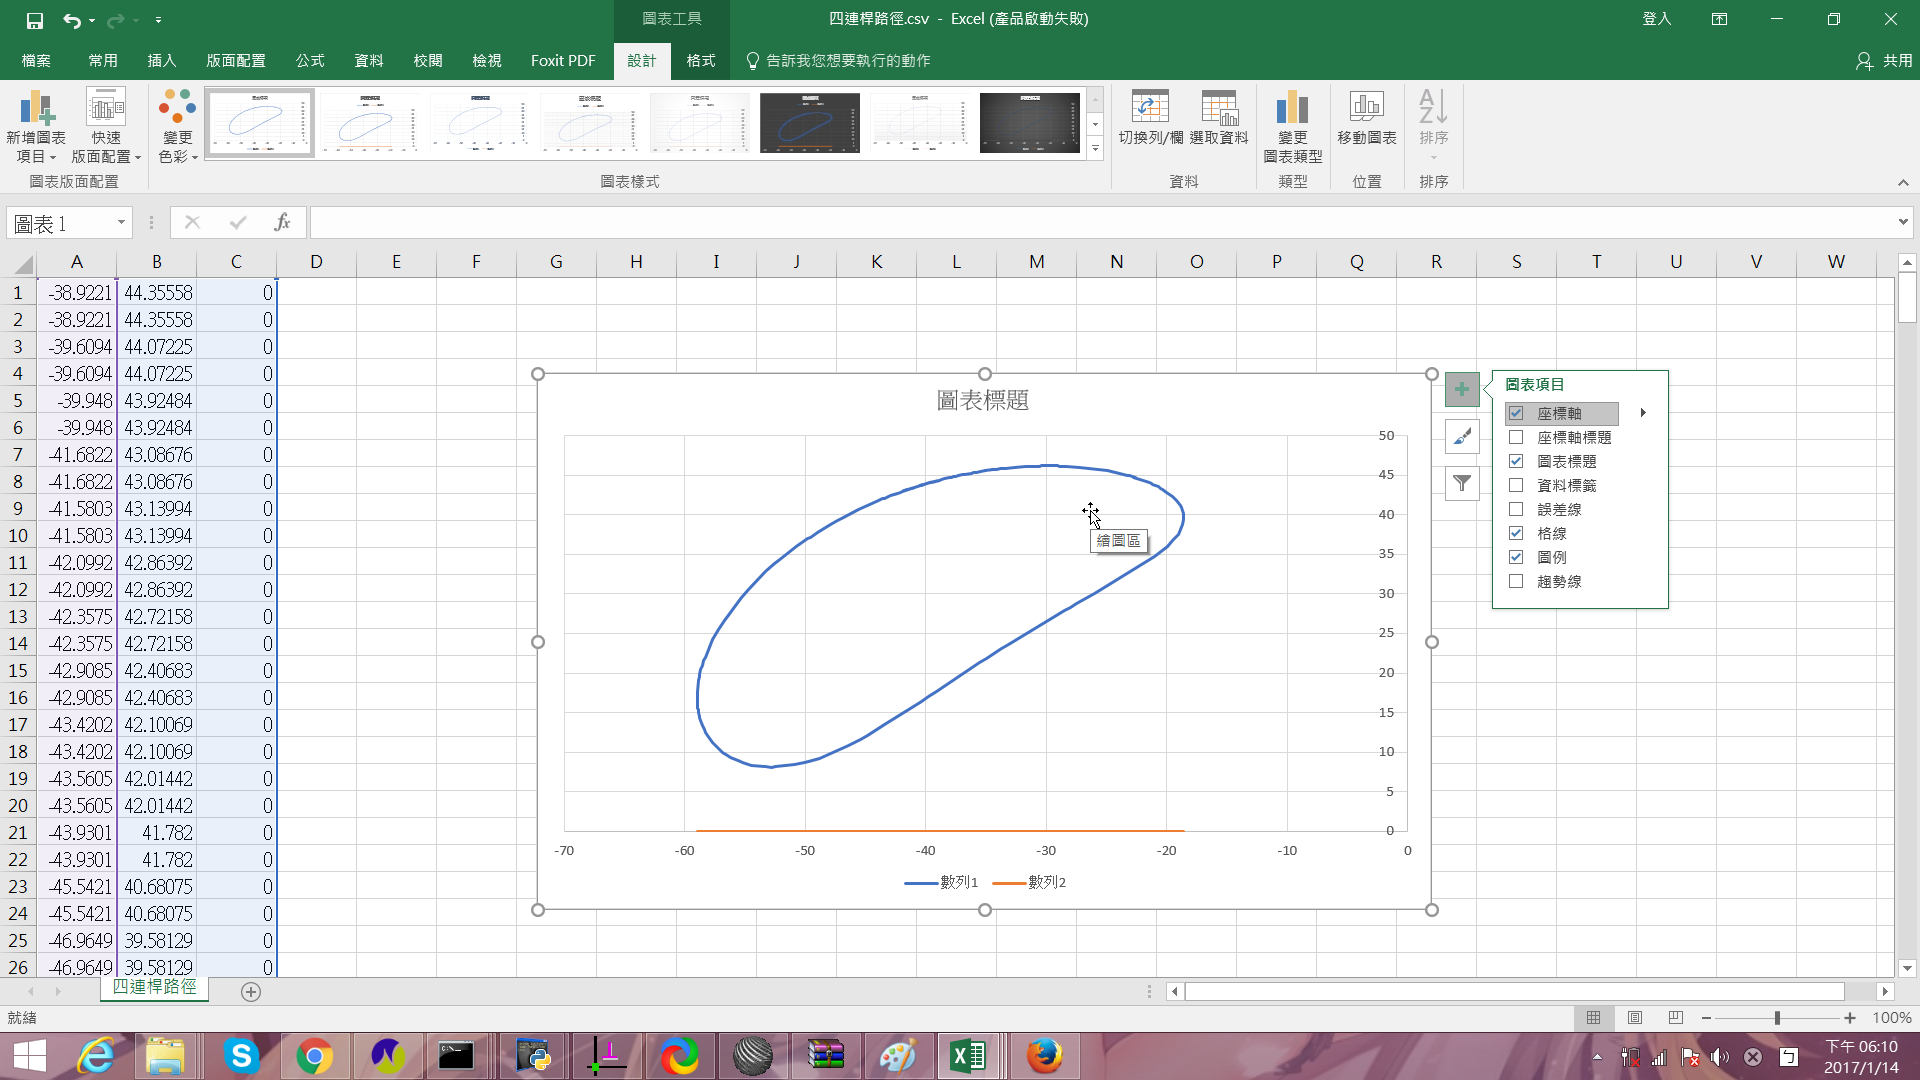 圖表工具
四連桿路徑.csv - Excel (產品啟動失敗)
登入
檔案 常用 插入 版面配置 公式 資料 校閱 檢視 Foxit PDF 設計 格式 告訴我您想要執行的動作 共用
新增圖表項目
快速版面配置
變更色彩
切換列/欄
選取資料
變更圖表類型
移動圖表
排序
圖表版面配置 圖表樣式 資料 類型 位置 排序
圖表 1 fx
A B C D E F G H I J K L M N O P Q R S T U V W
1 -38.9221 44.35558 0
2 -38.9221 44.35558 0
3 -39.6094 44.07225 0
4 -39.6094 44.07225 0
5 -39.948 43.92484 0
6 -39.948 43.92484 0
7 -41.6822 43.08676 0
8 -41.6822 43.08676 0
9 -41.5803 43.13994 0
10 -41.5803 43.13994 0
11 -42.0992 42.86392 0
12 -42.0992 42.86392 0
13 -42.3575 42.72158 0
14 -42.3575 42.72158 0
15 -42.9085 42.40683 0
16 -42.9085 42.40683 0
17 -43.4202 42.10069 0
18 -43.4202 42.10069 0
19 -43.5605 42.01442 0
20 -43.5605 42.01442 0
21 -43.9301 41.782 0
22 -43.9301 41.782 0
23 -45.5421 40.68075 0
24 -45.5421 40.68075 0
25 -46.9649 39.58129 0
26 -46.9649 39.58129 0
圖表標題
50
45
40
35
30
25
20
15
10
5
0
-70 -60 -50 -40 -30 -20 -10 0
數列1 數列2
繪圖區
圖表項目
座標軸
座標軸標題
圖表標題
資料標籤
誤差線
格線
圖例
趨勢線
四連桿路徑
就緒
100%
下午 06:10
2017/1/14